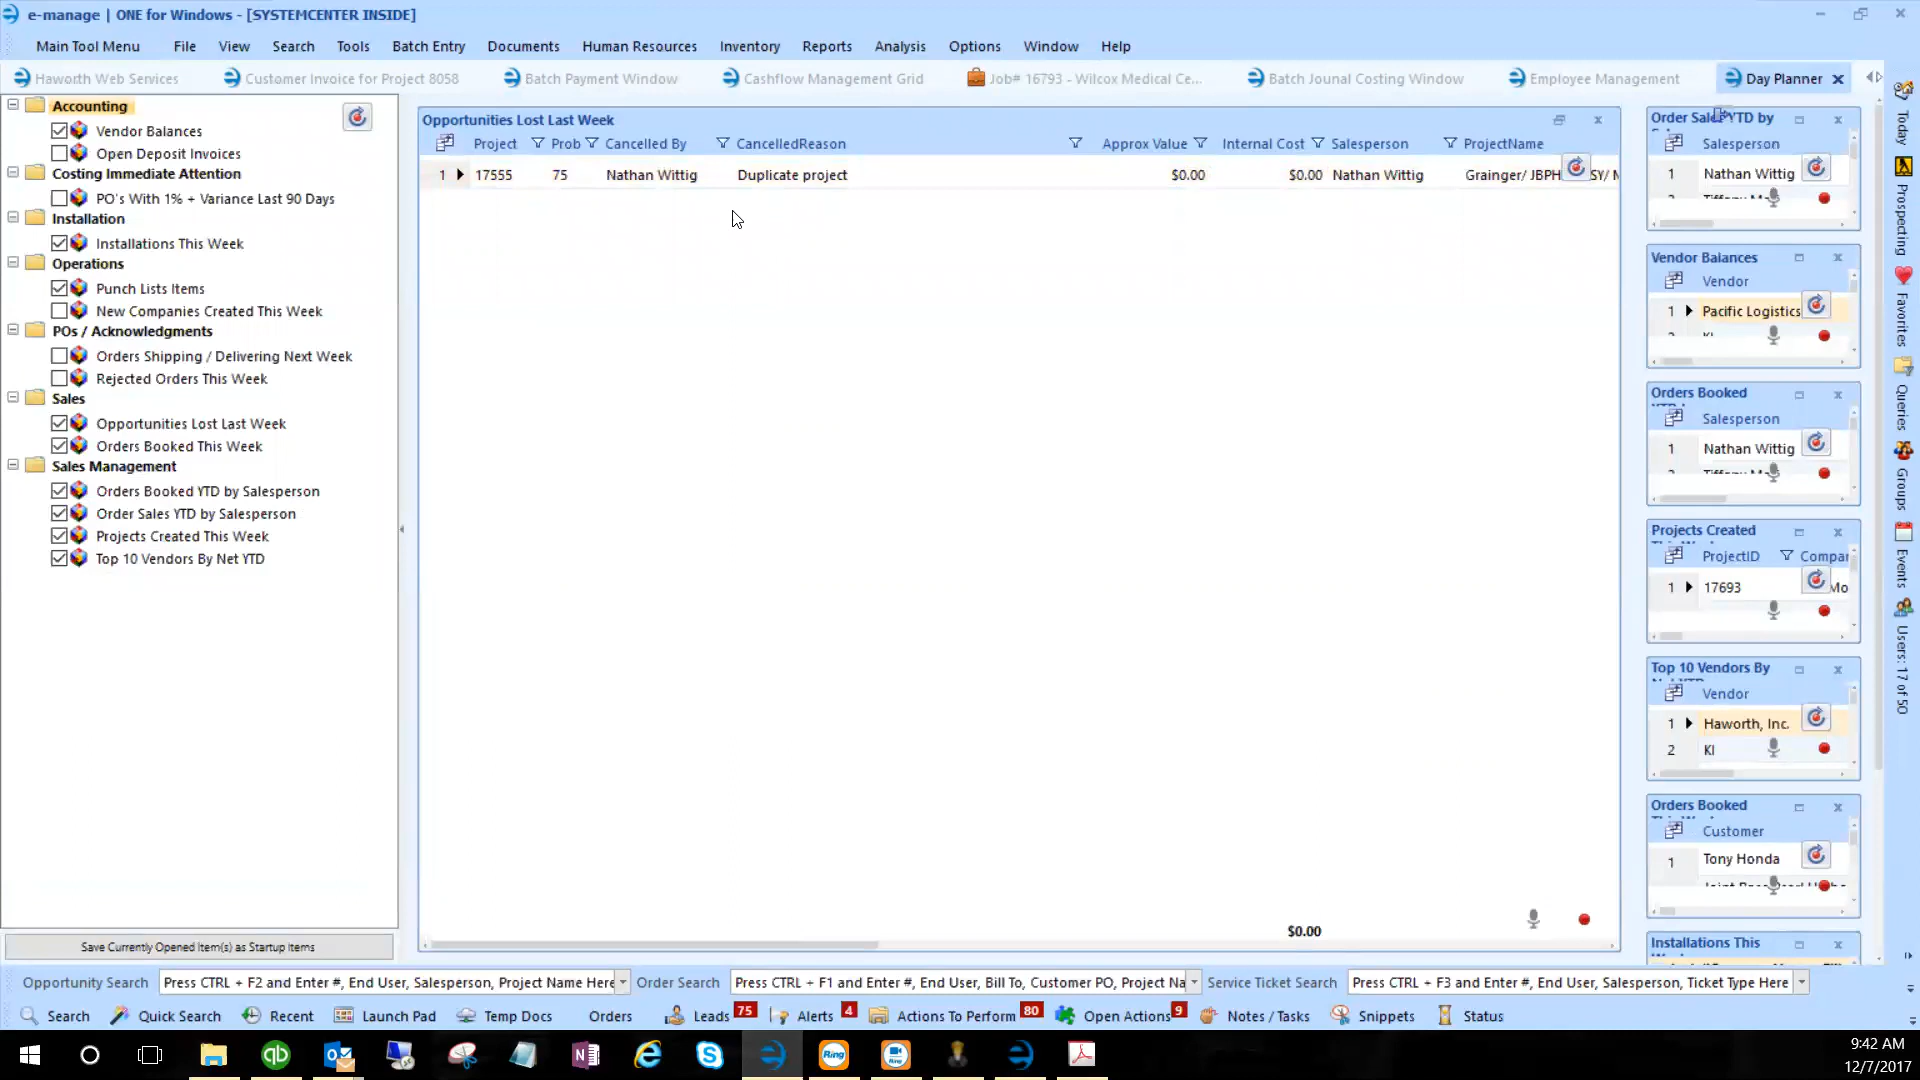 e-manage | ONE for Windows - [SYSTEMCENTER INSIDE]
Main Tool Menu File View Search Tools Batch Entry Documents Human Resources Inventory Reports Analysis Options Window Help
Haworth Web Services Customer Invoice for Project 8058 Batch Payment Window Cashflow Management Grid Job# 16793 - Wilcox Medical Ce... Batch Jounal Costing Window Employee Management Day Planner
Accounting
Vendor Balances
Open Deposit Invoices
Costing Immediate Attention
PO's With 1% + Variance Last 90 Days
Installation
Installations This Week
Operations
Punch Lists Items
New Companies Created This Week
POs / Acknowledgments
Orders Shipping / Delivering Next Week
Rejected Orders This Week
Sales
Opportunities Lost Last Week
Orders Booked This Week
Sales Management
Orders Booked YTD by Salesperson
Order Sales YTD by Salesperson
Projects Created This Week
Top 10 Vendors By Net YTD
Save Currently Opened Item(s) as Startup Items
Opportunities Lost Last Week
Project Prob Cancelled By CancelledReason Approx Value Internal Cost Salesperson ProjectName
1 17555 75 Nathan Wittig Duplicate project $0.00 $0.00 Nathan Wittig Grainger/ JBPH
$0.00
Order Sales YTD by
Salesperson
1 Nathan Wittig
Vendor Balances
Vendor
1 Pacific Logistics
Orders Booked
Salesperson
1 Nathan Wittig
Projects Created
ProjectID Compar
1 17693 Mo
Top 10 Vendors By
Vendor
1 Haworth, Inc.
2 KI
Orders Booked
Customer
1 Tony Honda
Installations This
Today
Prospecting
Favorites
Queries
Groups
Events
Users: 17 of 50
Opportunity Search Press CTRL + F2 and Enter #, End User, Salesperson, Project Name Here Order Search Press CTRL + F1 and Enter #, End User, Bill To, Customer PO, Project Na Service Ticket Search Press CTRL + F3 and Enter #, End User, Salesperson, Ticket Type Here
Search Quick Search Recent Launch Pad Temp Docs Orders Leads 75 Alerts 4 Actions To Perform 80 Open Actions 9 Notes / Tasks Snippets Status
9:42 AM
12/7/2017